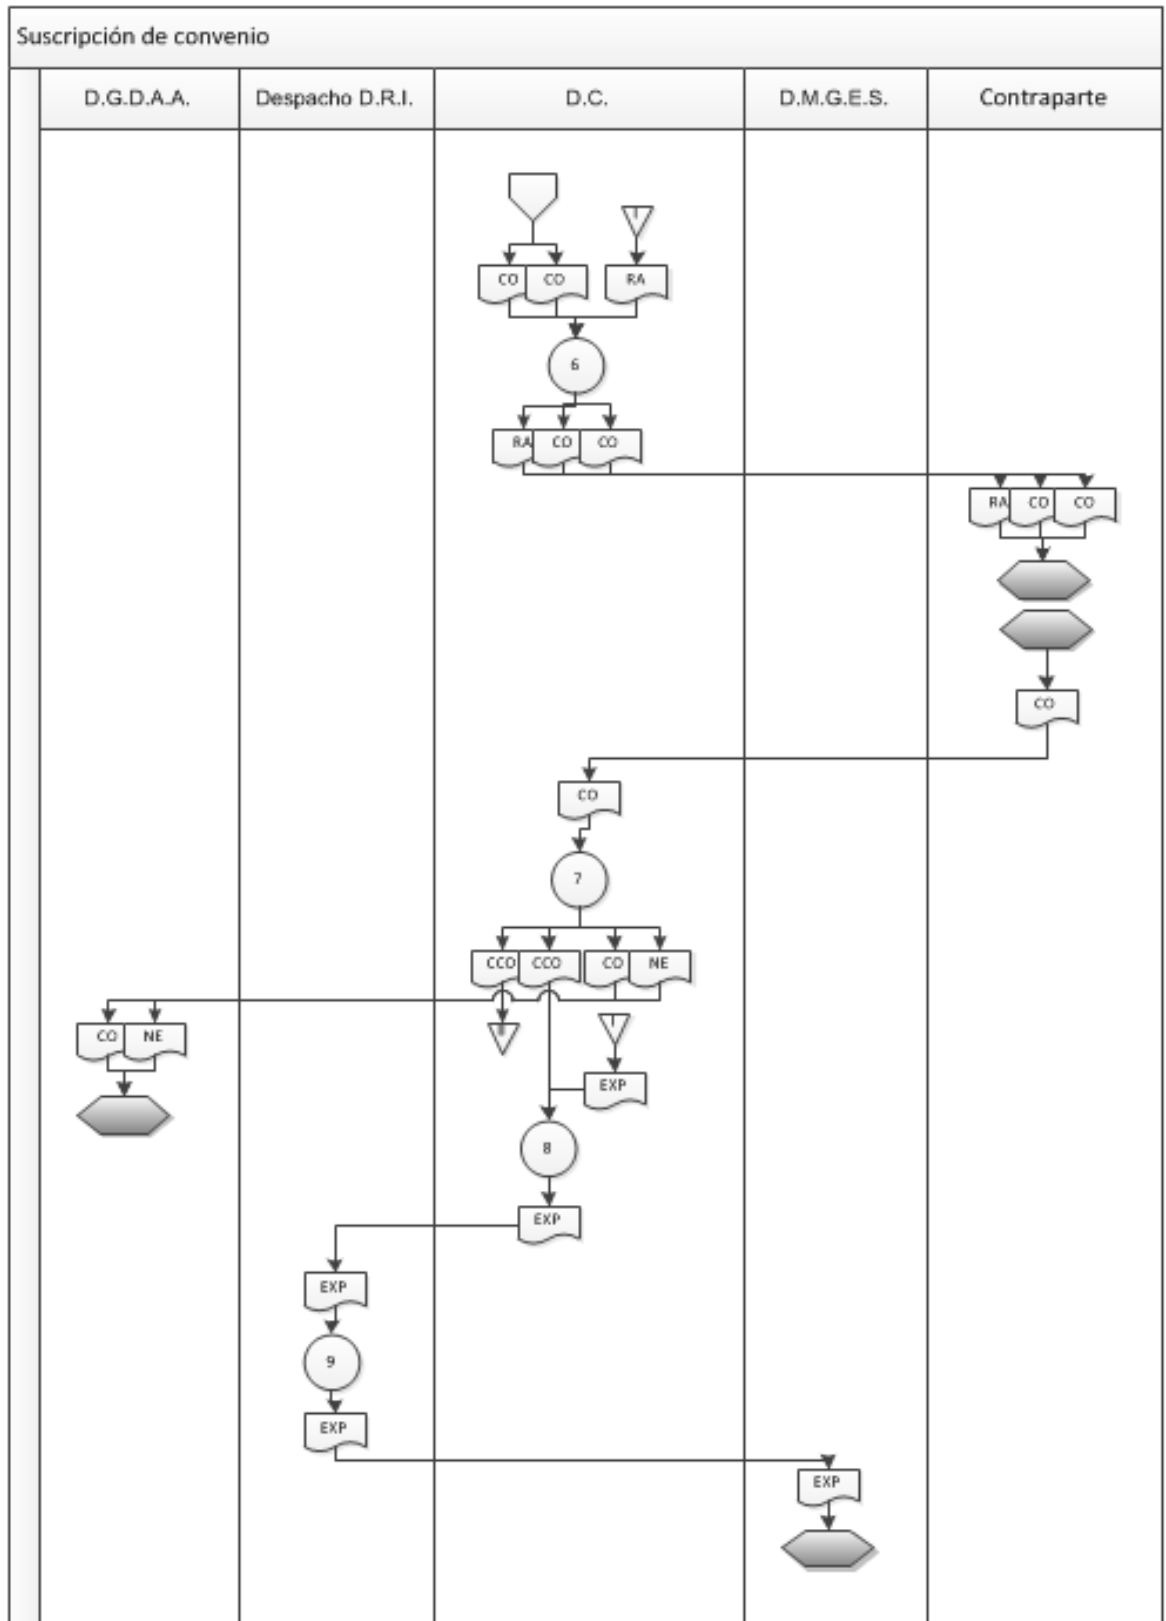 Suscripción de convenio
D.G.D.A.A. Despacho D.R.I. D.C. D.M.G.E.S. Contraparte
CO CO RA
6
RA CO CO
RA CO CO
CO
CO
7
CCO CCO CO NE
CO NE
EXP
8
EXP
EXP
9
EXP
EXP